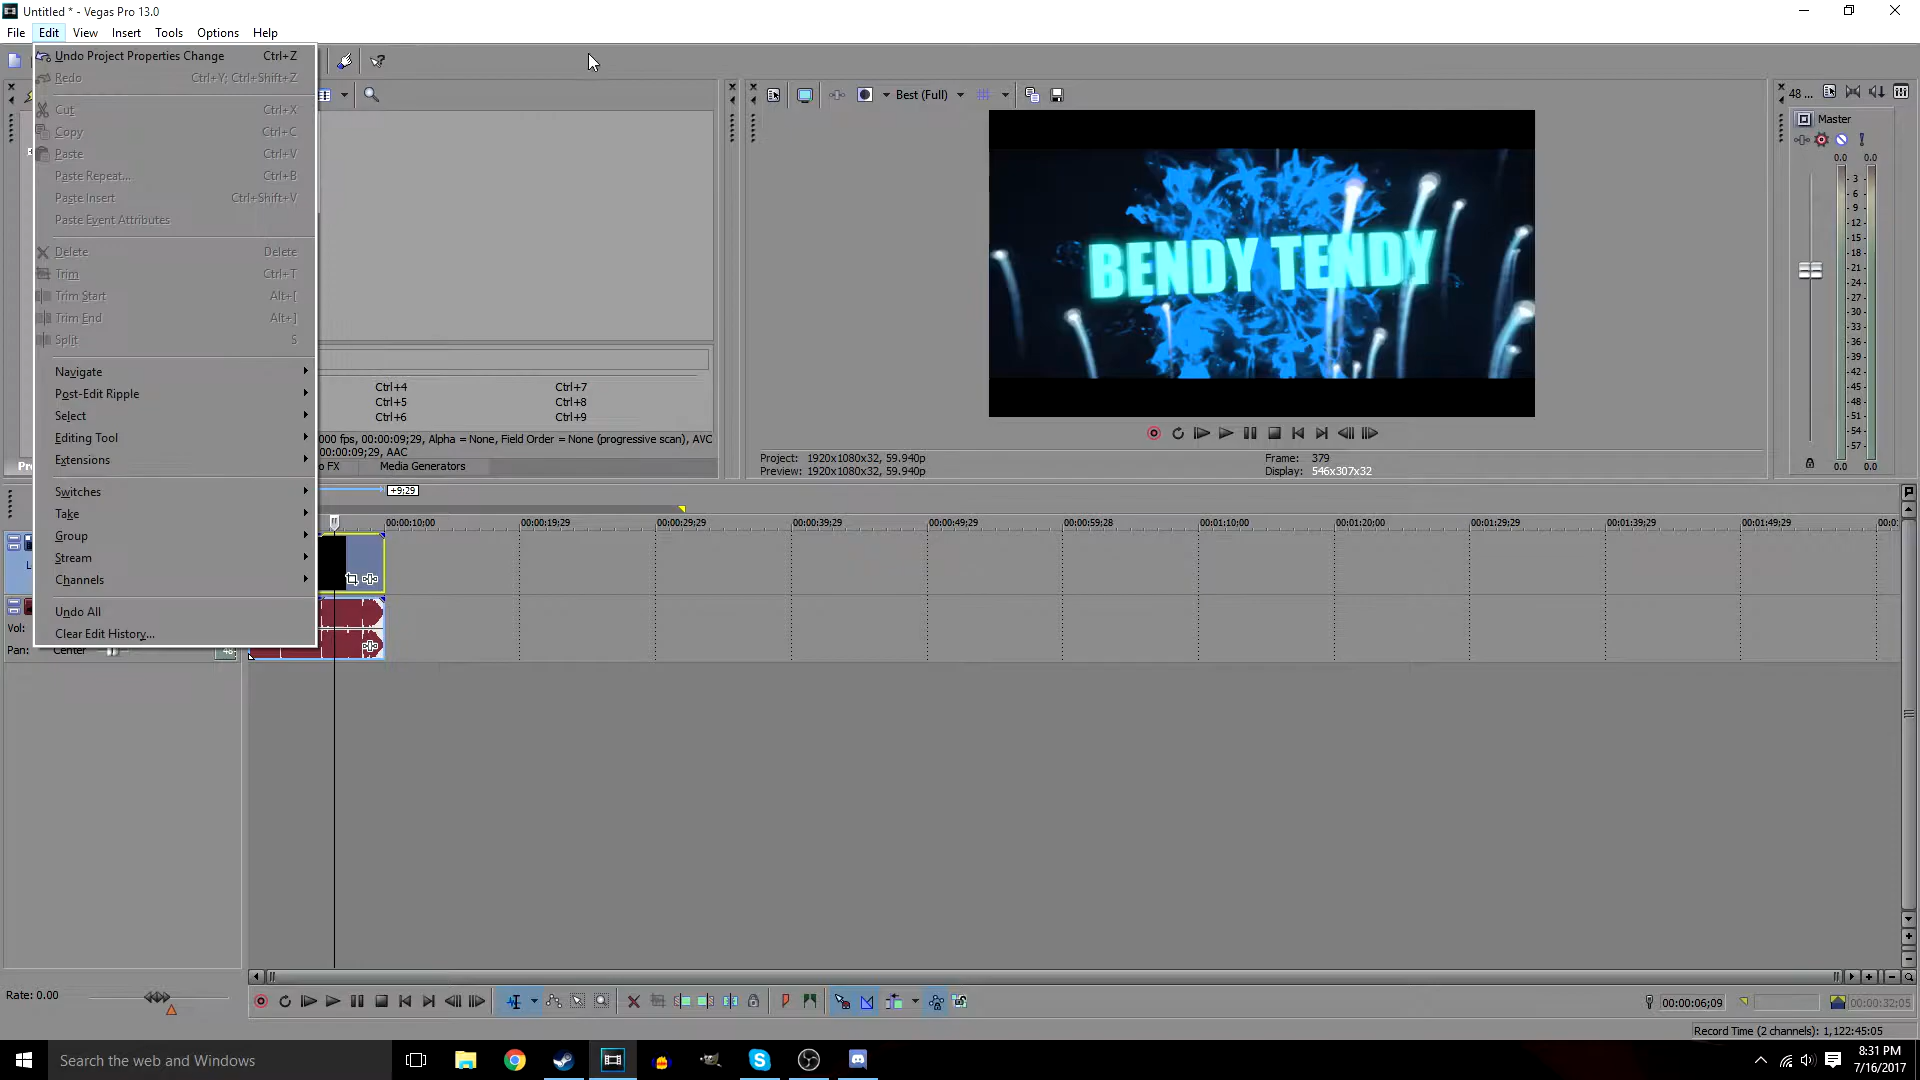 Untitled * - Vegas Pro 13.0
File Edit View Insert Tools Options Help
Undo Project Properties Change Ctrl+Z
Redo Ctrl+Y; Ctrl+Shift+Z
Cut Ctrl+X
Copy Ctrl+C
Paste Ctrl+V
Paste Repeat... Ctrl+B
Paste Insert Ctrl+Shift+V
Paste Event Attributes
Delete Delete
Trim Ctrl+T
Trim Start Alt+[
Trim End Alt+]
Split S
Navigate
Post-Edit Ripple
Select
Editing Tool
Extensions
Switches
Take
Group
Stream
Channels
Undo All
Clear Edit History...
Ctrl+4 Ctrl+7
Ctrl+5 Ctrl+8
Ctrl+6 Ctrl+9
000 fps, 00:00:09;29, Alpha = None, Field Order = None (progressive scan), AVC
00:00:09;29, AAC
FX Media Generators
Best (Full)
BENDY TENDY
Project: 1920x1080x32, 59.940p
Preview: 1920x1080x32, 59.940p
Frame: 379
Display: 546x307x32
48 ...
Master
0.0 0.0
- 3 -
- 6 -
- 9 -
-12-
-15-
-18-
-21-
-24-
-27-
-30-
-33-
-36-
-39-
-42-
-45-
-48-
-51-
-54-
-57-
0.0 0.0
+9;29
00:00:10;00 00:00:19;29 00:00:29;29 00:00:39;29 00:00:49;29 00:00:59;28 00:01:10;00 00:01:20;00 00:01:29;29 00:01:39;29 00:01:49;29 00:0
Vol:
Pan: Center 48
Rate: 0.00
00:00:06;09
00:00:32;05
Record Time (2 channels): 1,122:45:05
Search the web and Windows
8:31 PM
7/16/2017